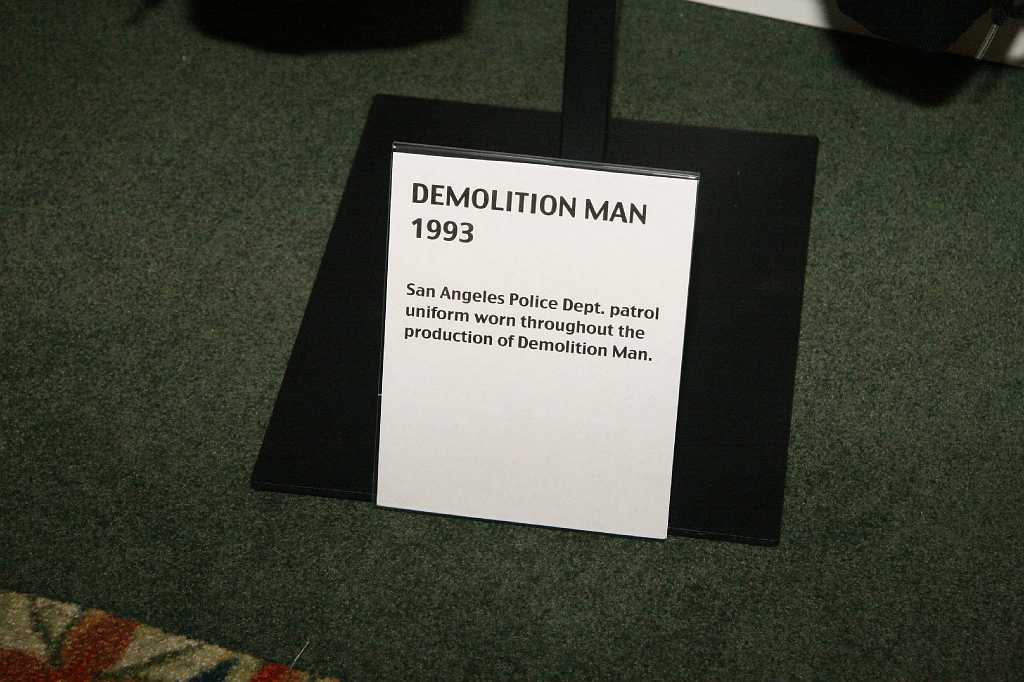 DEMOLITION MAN
1993
San Angeles Police Dept. patrol
uniform worn throughout the
production of Demolition Man.